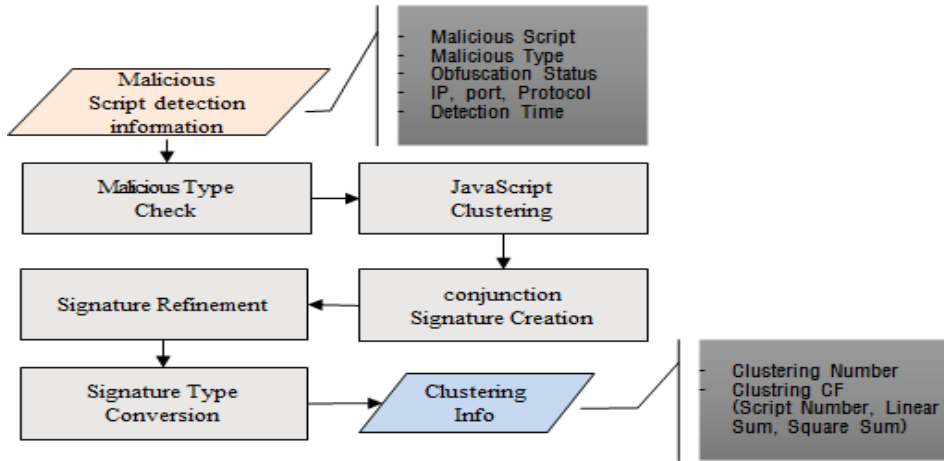 Malicious
Script detection
information
- Malicious Script
- Malicious Type
- Obfuscation Status
- IP, port, Protocol
- Detection Time
Malicious Type
Check
JavaScript
Clustering
Signature Refinement
conjunction
Signature Creation
Signature Type
Conversion
Clustering
Info
- Clustering Number
- Clustring CF
(Script Number, Linear
Sum, Square Sum)